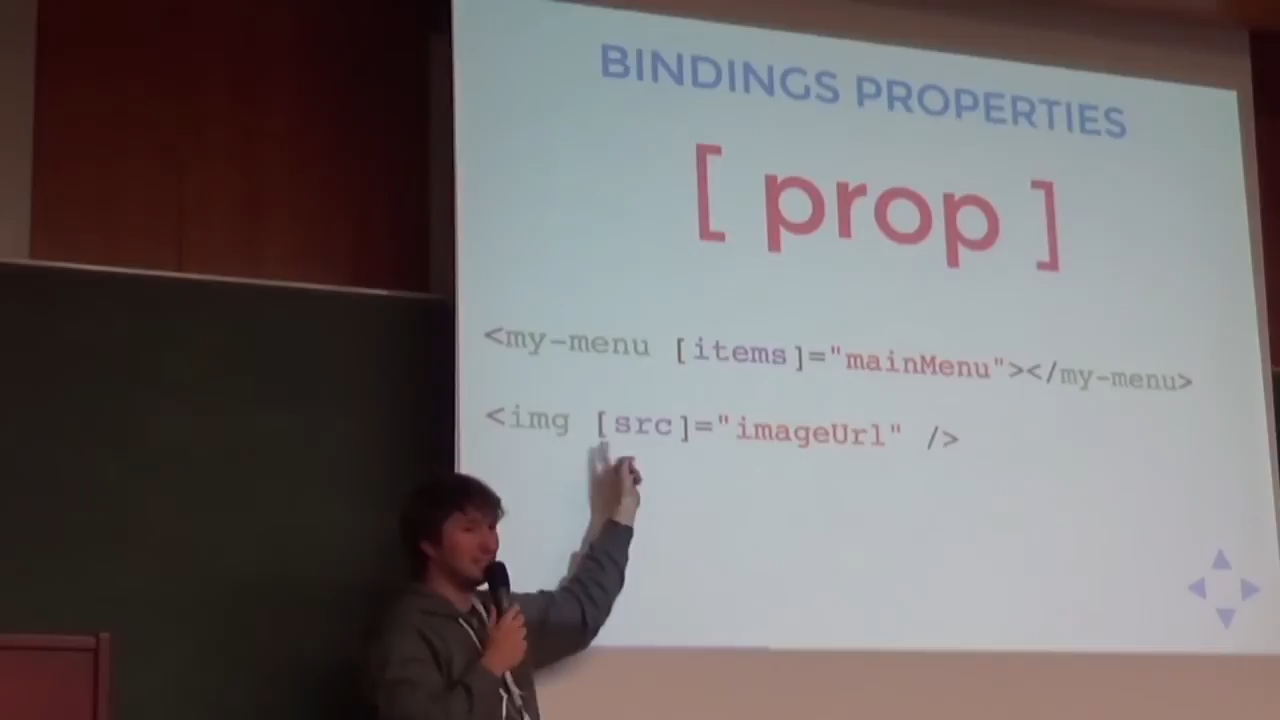 BINDINGS PROPERTIES
[ prop ]
<my-menu [items]="mainMenu"></my-menu>
<img [src]="imageUrl" />